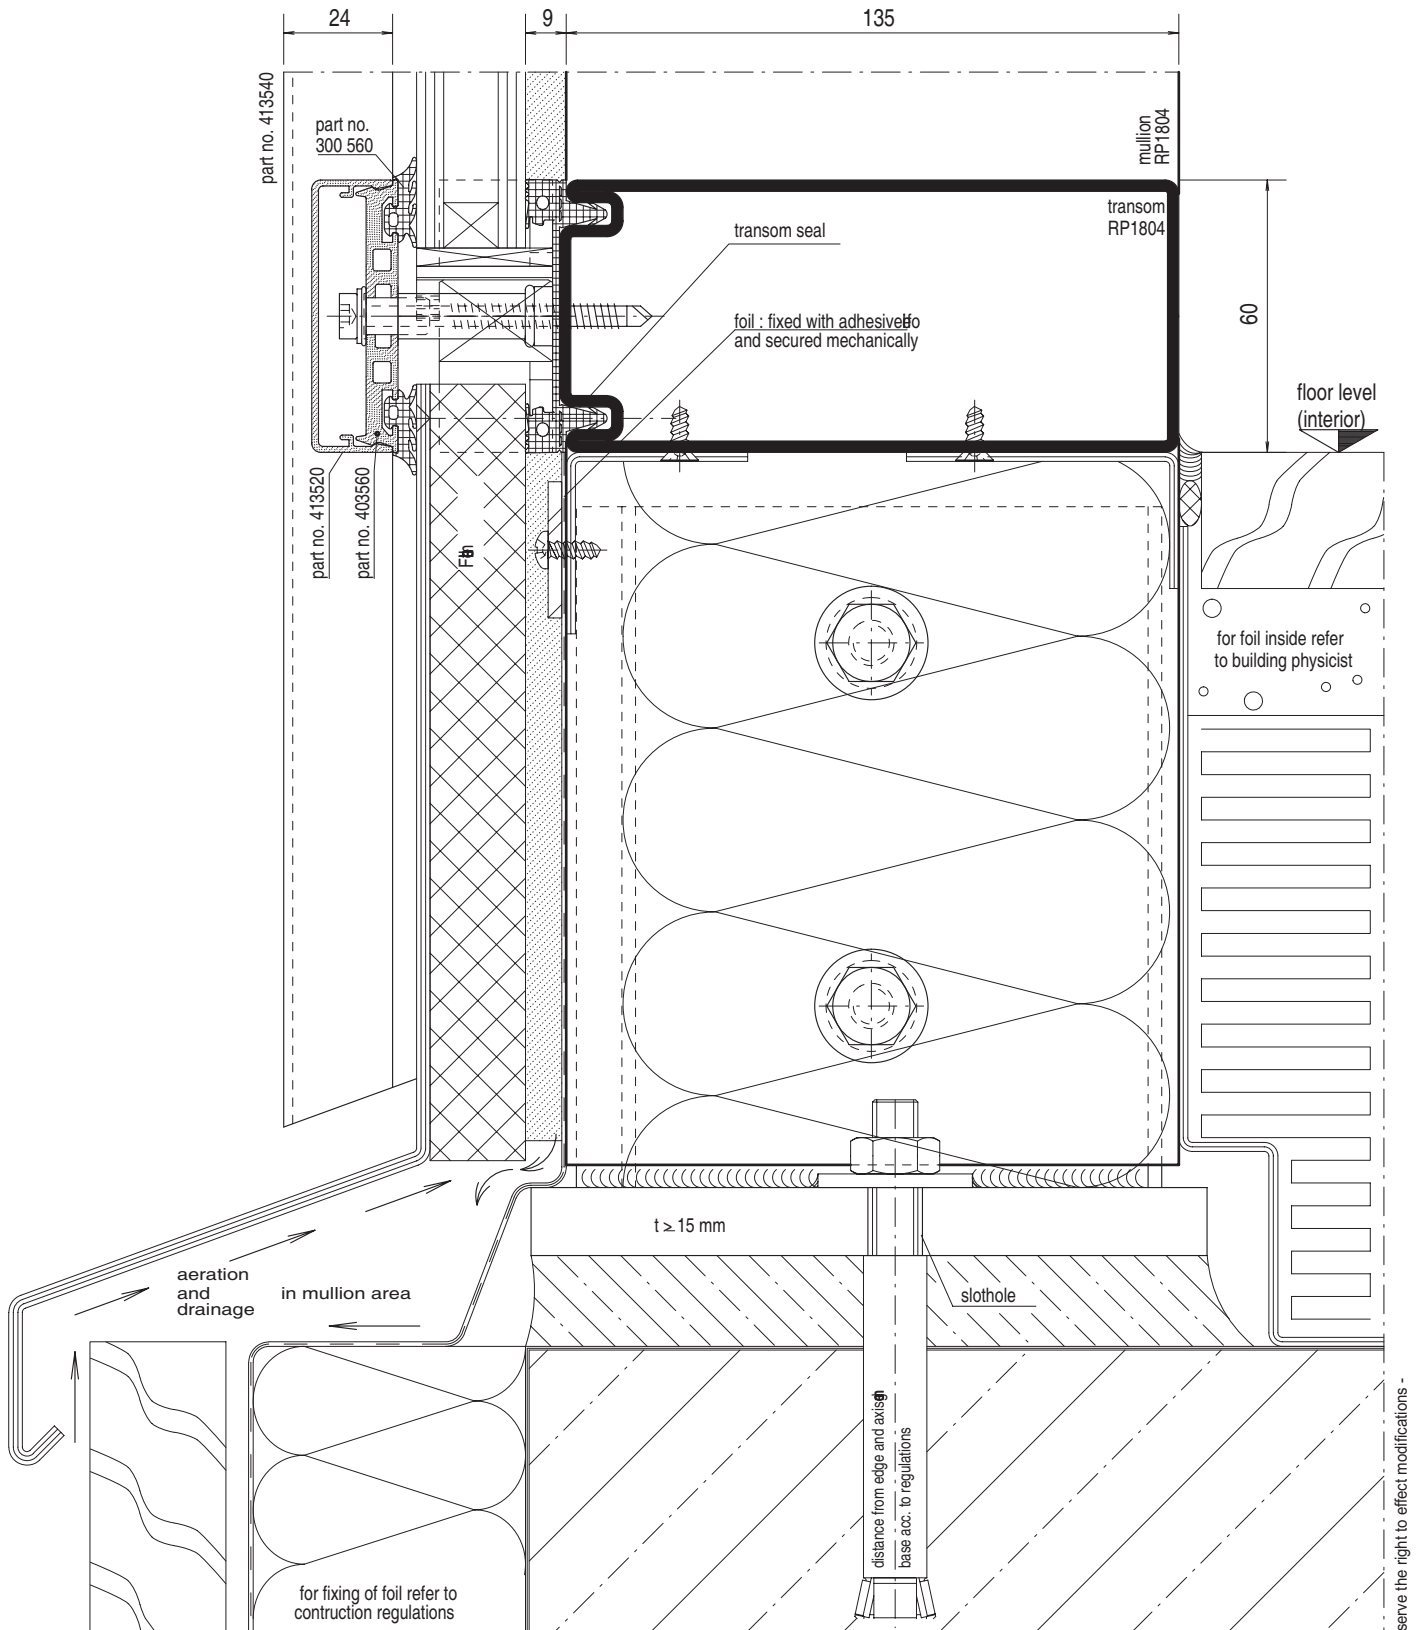 24
9
135
part no. 413540
part no.
300 560
mullion
RP1804
transom
RP1804
transom seal
60
foil : fixed with adhesive
and secured mechanically
floor level
(interior)
part no. 413520
part no. 403560
for foil inside refer
to building physicist
t ≥ 15 mm
aeration
and
drainage
in mullion area
slothole
distance from edge and axis
base acc. to regulations
for fixing of foil refer to
contruction regulations
serve the right to effect modifications -